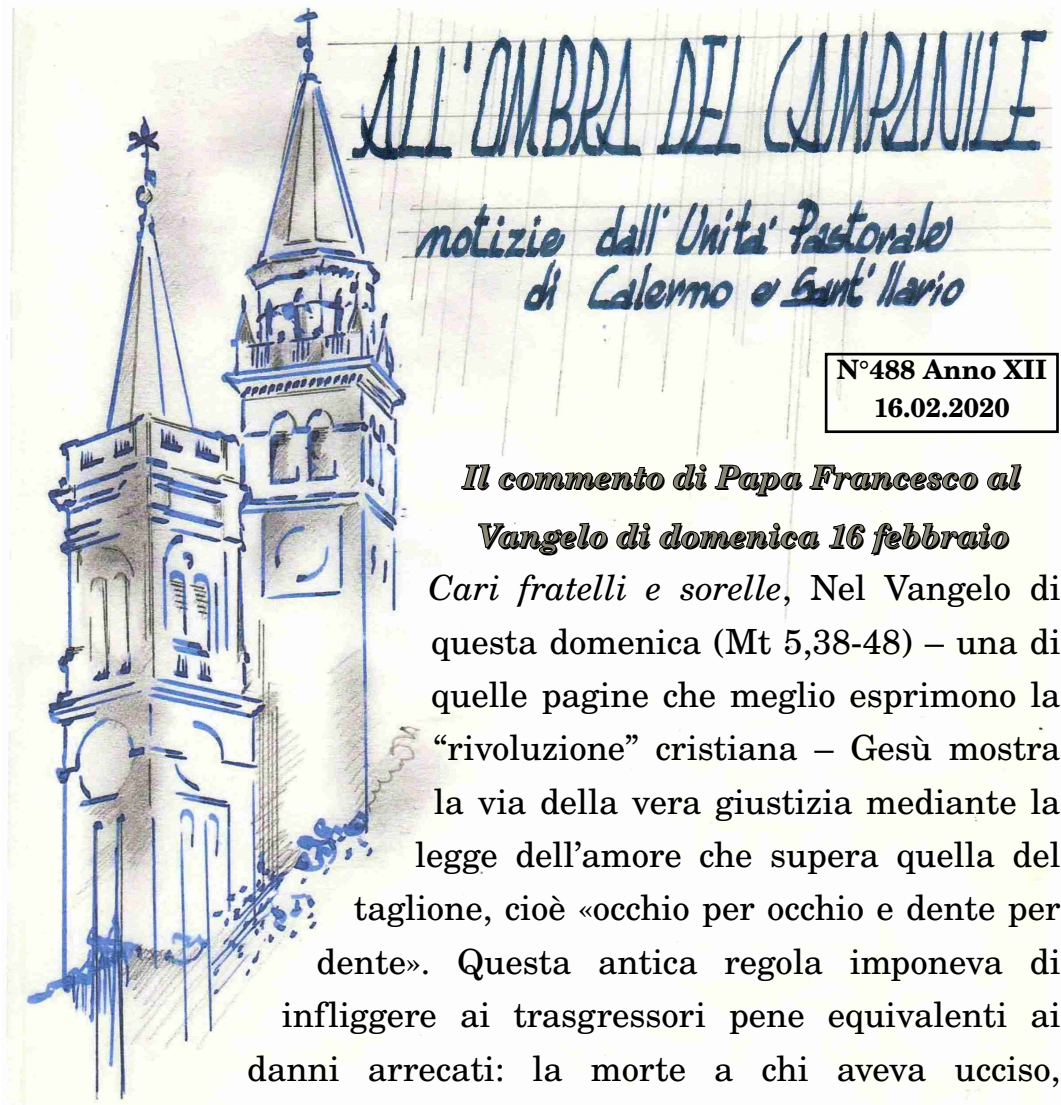 ALL'OMBRA DEL CAMPANILE
notizie dall'Unita' Pastorale
di Calerno e Sant'Ilario
N°488 Anno XII
16.02.2020
Il commento di Papa Francesco al
Vangelo di domenica 16 febbraio
Cari fratelli e sorelle, Nel Vangelo di
questa domenica (Mt 5,38-48) – una di
quelle pagine che meglio esprimono la
“rivoluzione” cristiana – Gesù mostra
la via della vera giustizia mediante la
legge dell’amore che supera quella del
taglione, cioè «occhio per occhio e dente per
dente». Questa antica regola imponeva di
infliggere ai trasgressori pene equivalenti ai
danni arrecati: la morte a chi aveva ucciso,